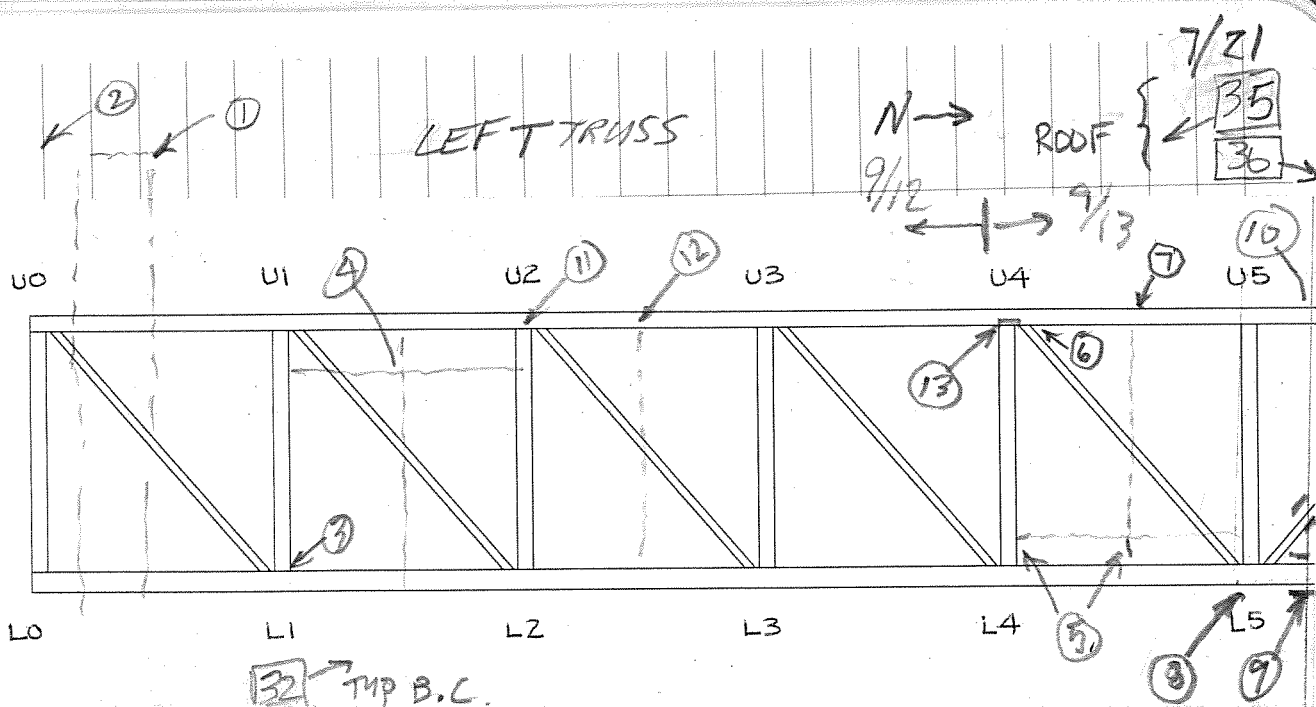 7/21
② ① LEFT TRUSS N→ ROOF { 35
36
9/12 9/13
U0 U1 ④ U2 ⑪ ⑫ U3 U4 ⑦ U5 ⑩
⑬ ⑥
③
L0 L1 L2 L3 L4 ⑤ L5
⑧ ⑨
32 → TYP B.C.